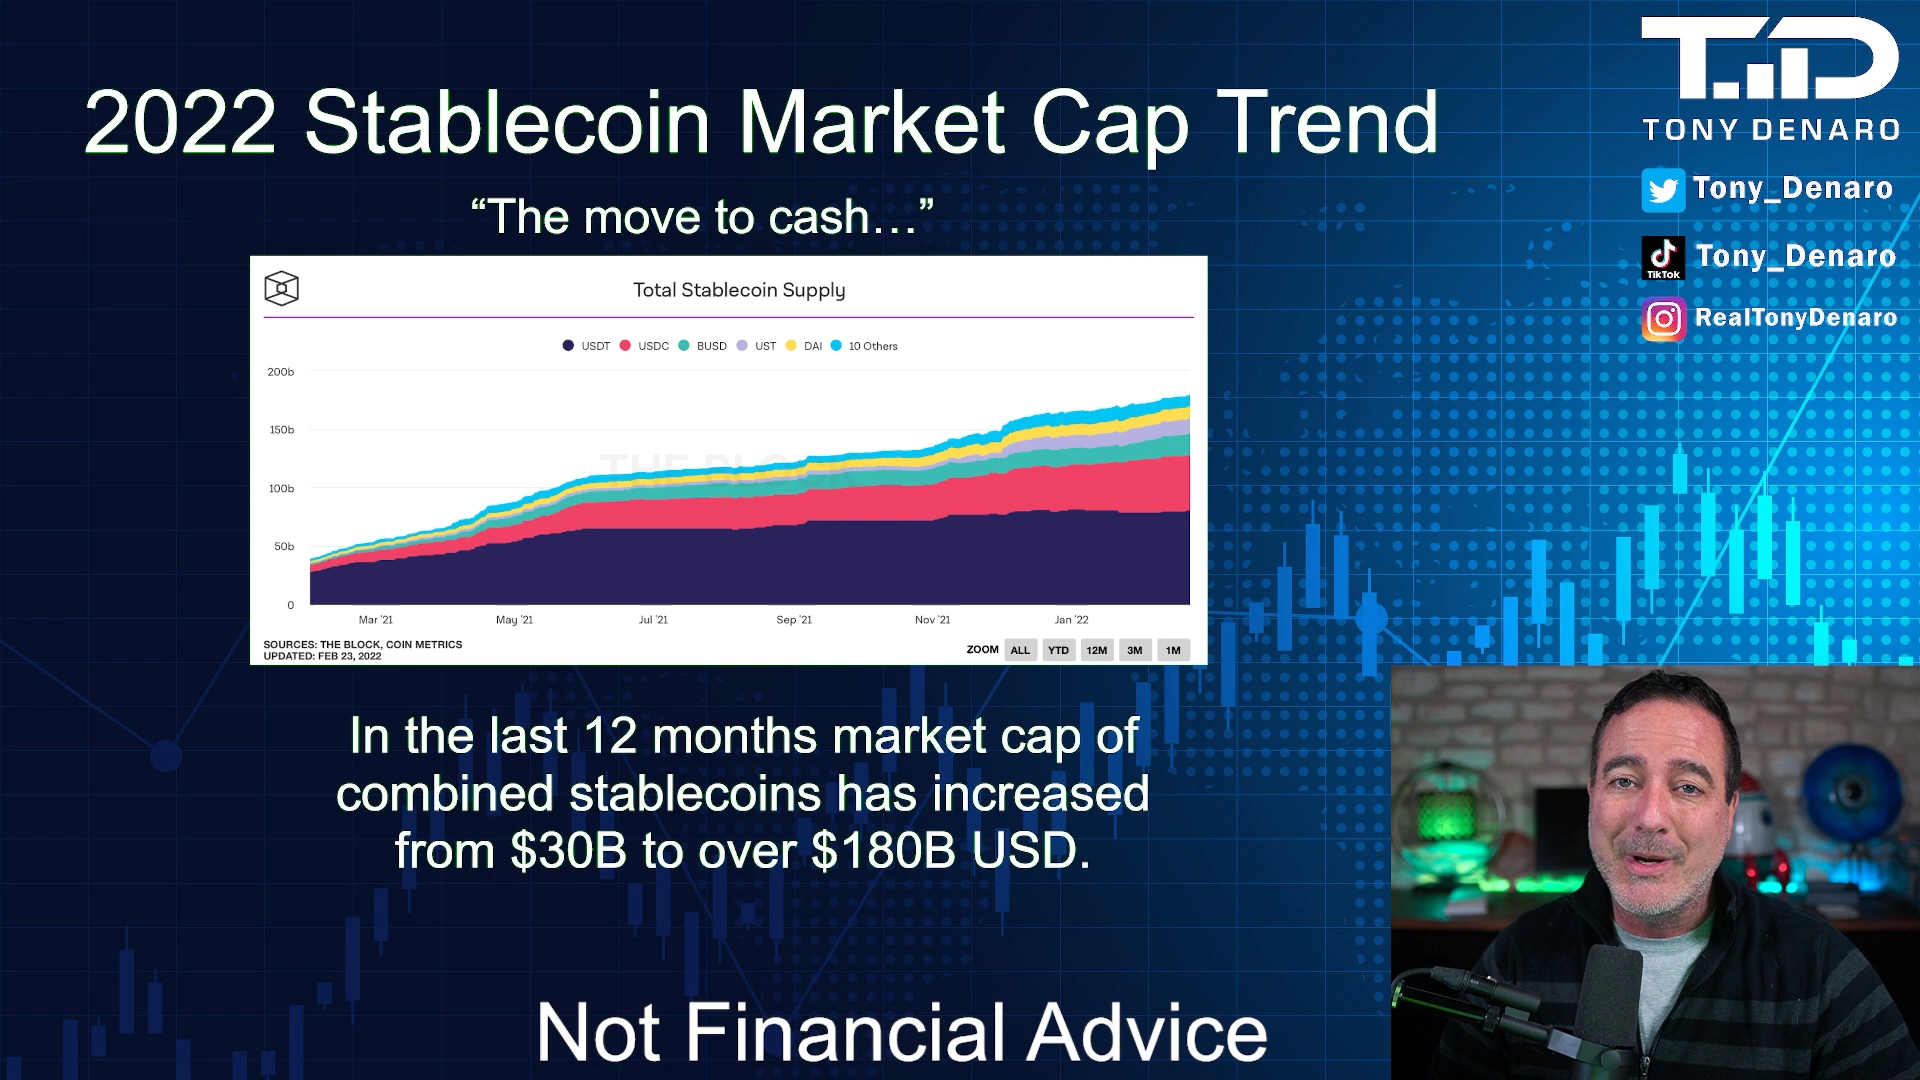 2022 Stablecoin Market Cap Trend
“The move to cash…”
TONY DENARO
Tony_Denaro
TikTok
Tony_Denaro
RealTonyDenaro
Total Stablecoin Supply
USDT USDC BUSD UST DAI 10 Others
THE BLOCK
200b
150b
100b
50b
0
Mar '21 May '21 Jul '21 Sep '21 Nov '21 Jan '22
SOURCES: THE BLOCK, COIN METRICS
UPDATED: FEB 23, 2022
ZOOM ALL YTD 12M 3M 1M
In the last 12 months market cap of
combined stablecoins has increased
from $30B to over $180B USD.
Not Financial Advice